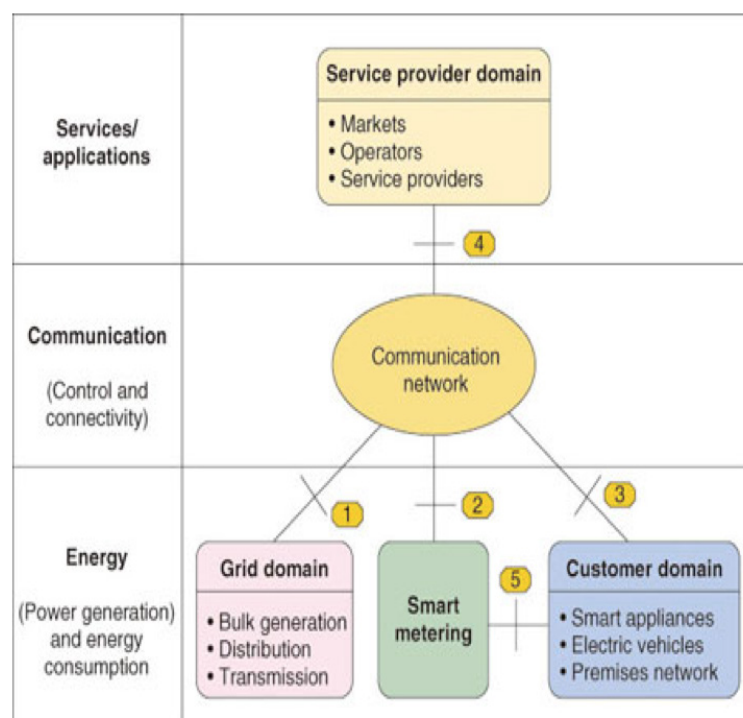 Service provider domain
• Markets
• Operators
• Service providers
Services/
applications
4
Communication
(Control and
connectivity)
Communication
network
1
2
3
Energy
(Power generation)
and energy
consumption
Grid domain
• Bulk generation
• Distribution
• Transmission
Smart
metering
5
Customer domain
• Smart appliances
• Electric vehicles
• Premises network